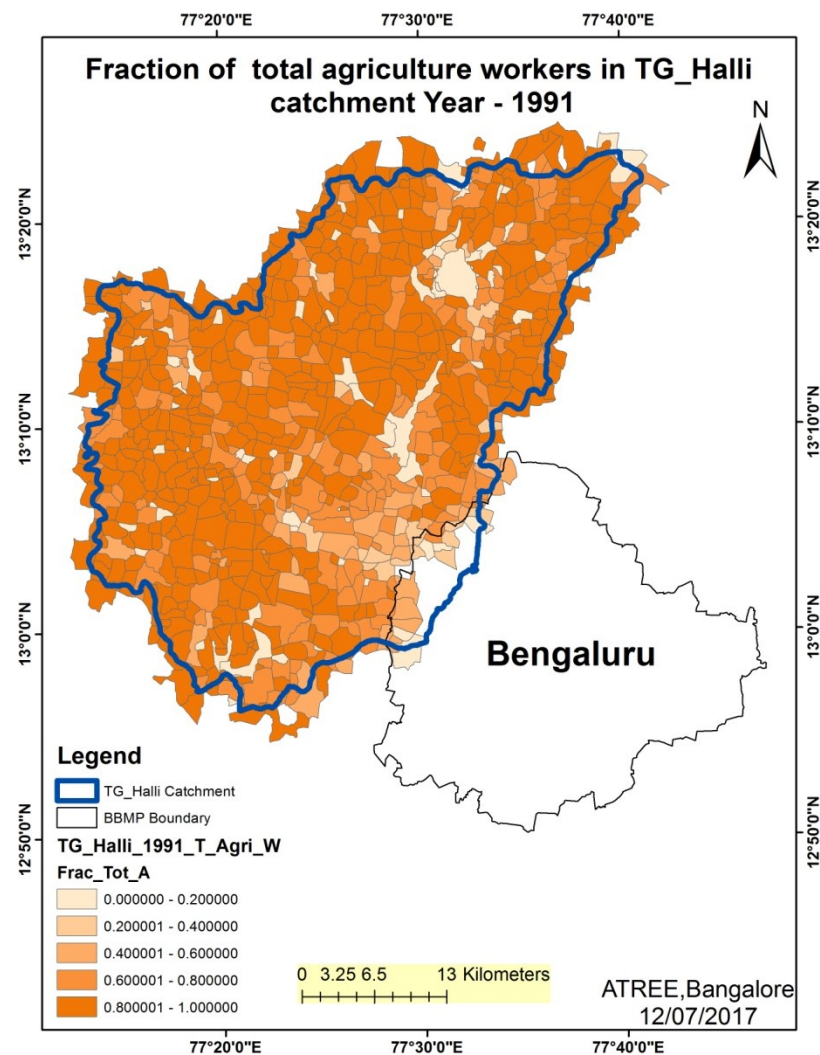 77°20'0"E 77°30'0"E 77°40'0"E
Fraction of total agriculture workers in TG_Halli
catchment Year - 1991
N
13°20'0"N 13°20'0"N
13°10'0"N 13°10'0"N
13°0'0"N 13°0'0"N
Bengaluru
Legend
TG_Halli Catchment
BBMP Boundary
12°50'0"N 12°50'0"N
TG_Halli_1991_T_Agri_W
Frac_Tot_A
0.000000 - 0.200000
0.200001 - 0.400000
0.400001 - 0.600000
0.600001 - 0.800000
0.800001 - 1.000000
0 3.25 6.5 13 Kilometers
ATREE,Bangalore
12/07/2017
77°20'0"E 77°30'0"E 77°40'0"E